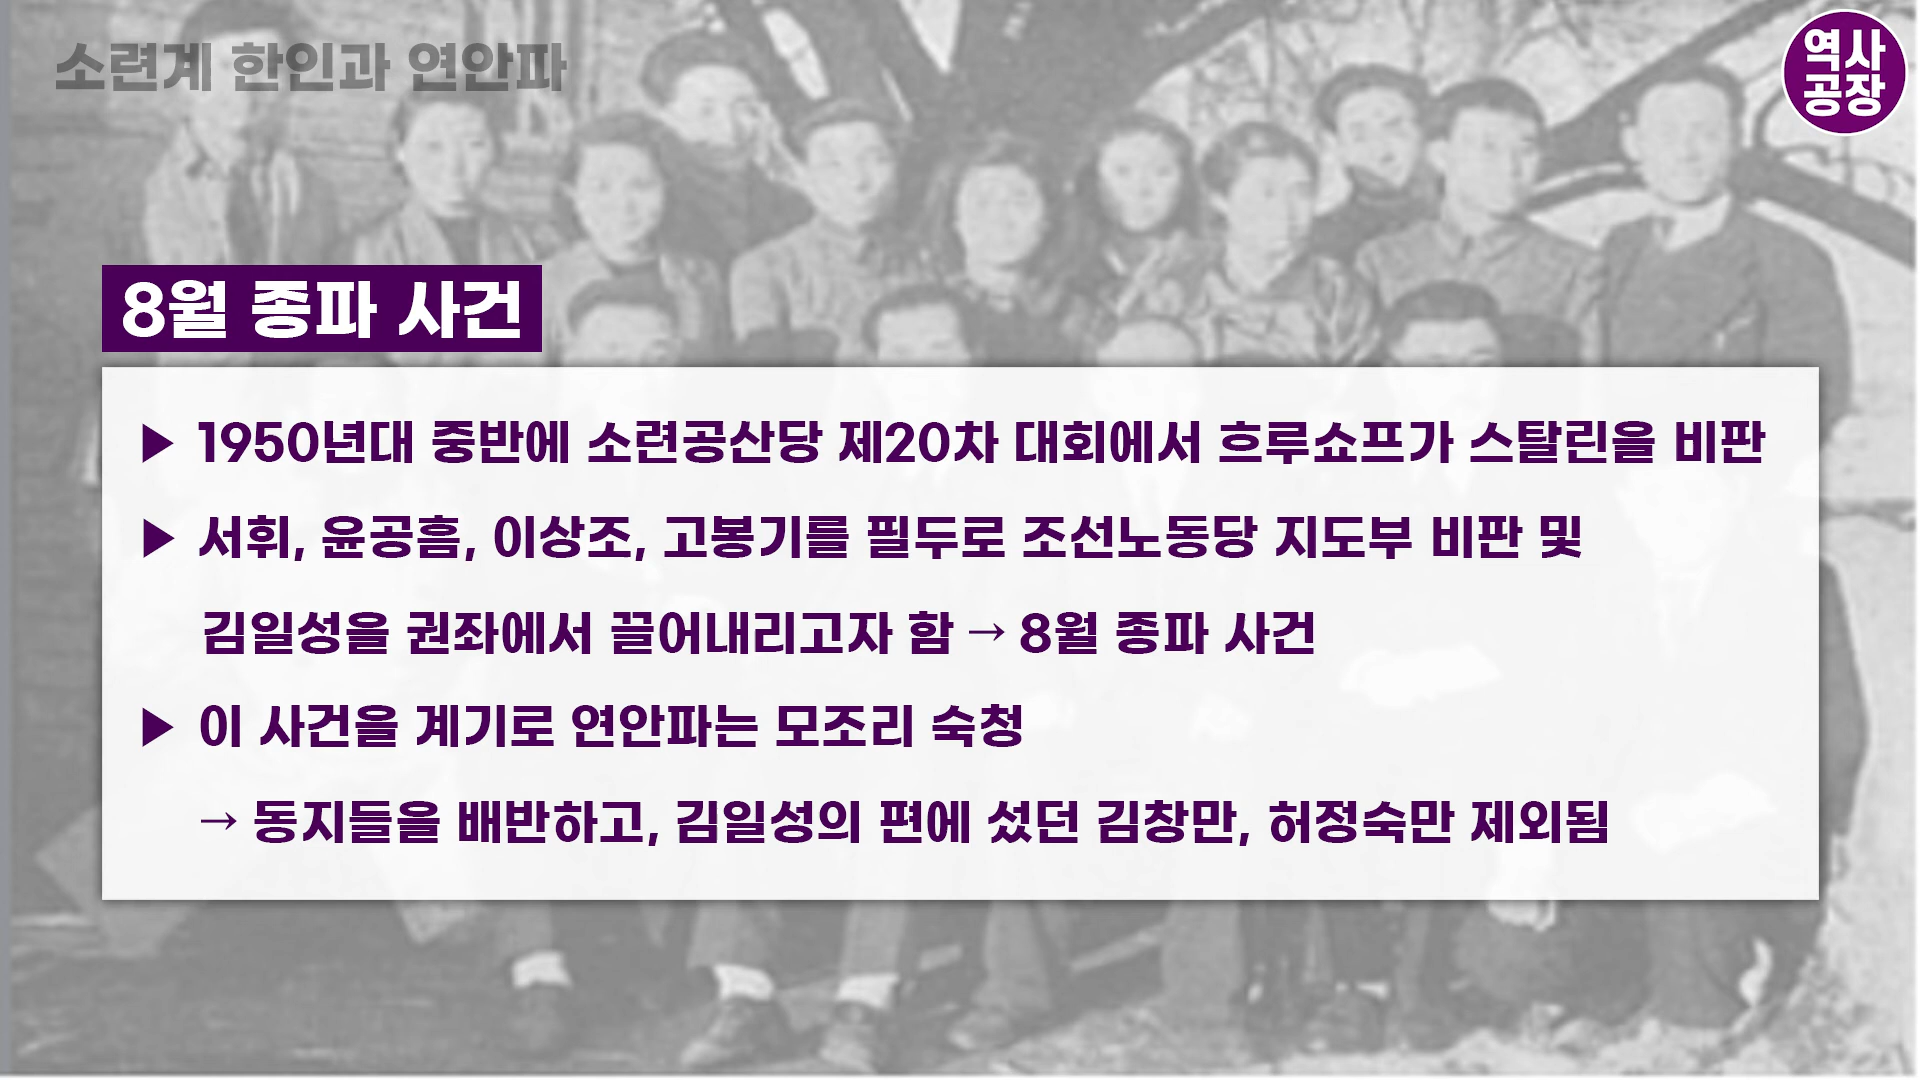 소련계 한인과 연안파
역사
공장
8월 종파 사건
▶ 1950년대 중반에 소련공산당 제20차 대회에서 흐루쇼프가 스탈린을 비판
▶ 서휘, 윤공흠, 이상조, 고봉기를 필두로 조선노동당 지도부 비판 및
김일성을 권좌에서 끌어내리고자 함 → 8월 종파 사건
▶ 이 사건을 계기로 연안파는 모조리 숙청
→ 동지들을 배반하고, 김일성의 편에 섰던 김창만, 허정숙만 제외됨